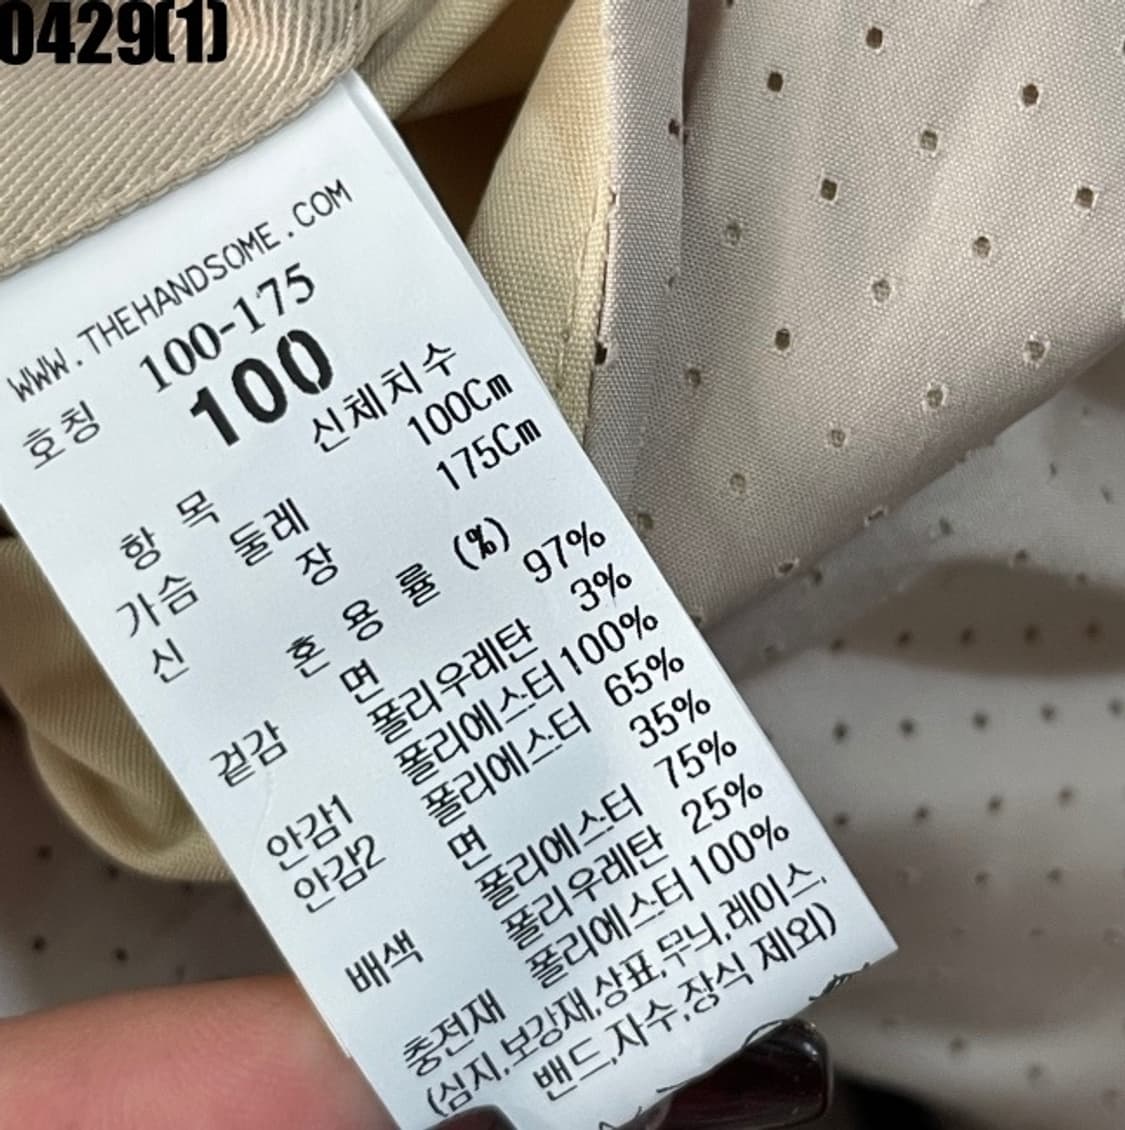 0429(1)
WWW.THEHANDSOME.COM
호칭 100-175
100
항 목 신체치수
가슴 둘레 100Cm
신 장 175Cm
혼 용 률 (%)
겉감 면 97%
폴리우레탄 3%
안감1 폴리에스터 100%
안감2 폴리에스터 65%
면 35%
배색 폴리에스터 75%
폴리우레탄 25%
충전재 폴리에스터 100%
(심지,보강재,상표,무늬,레이스,
밴드,자수,장식 제외)